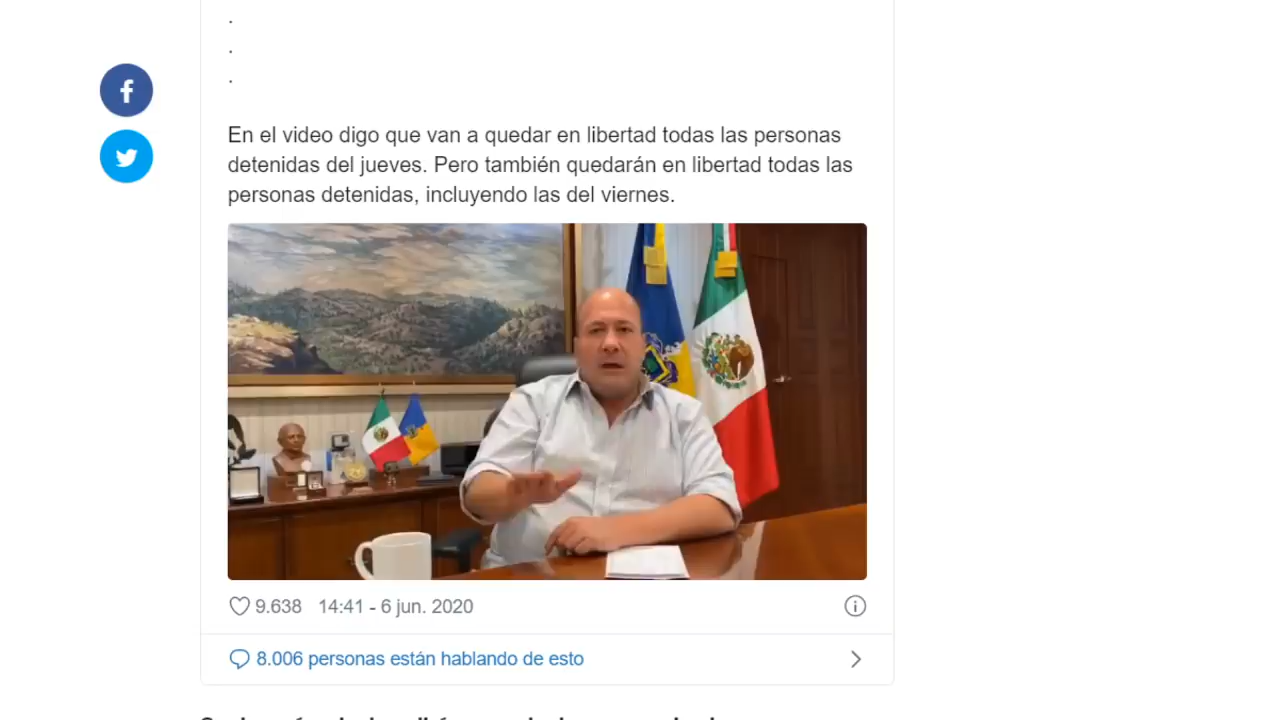 .
.
.
En el video digo que van a quedar en libertad todas las personas
detenidas del jueves. Pero también quedarán en libertad todas las
personas detenidas, incluyendo las del viernes.
9.638 14:41 - 6 jun. 2020
8.006 personas están hablando de esto